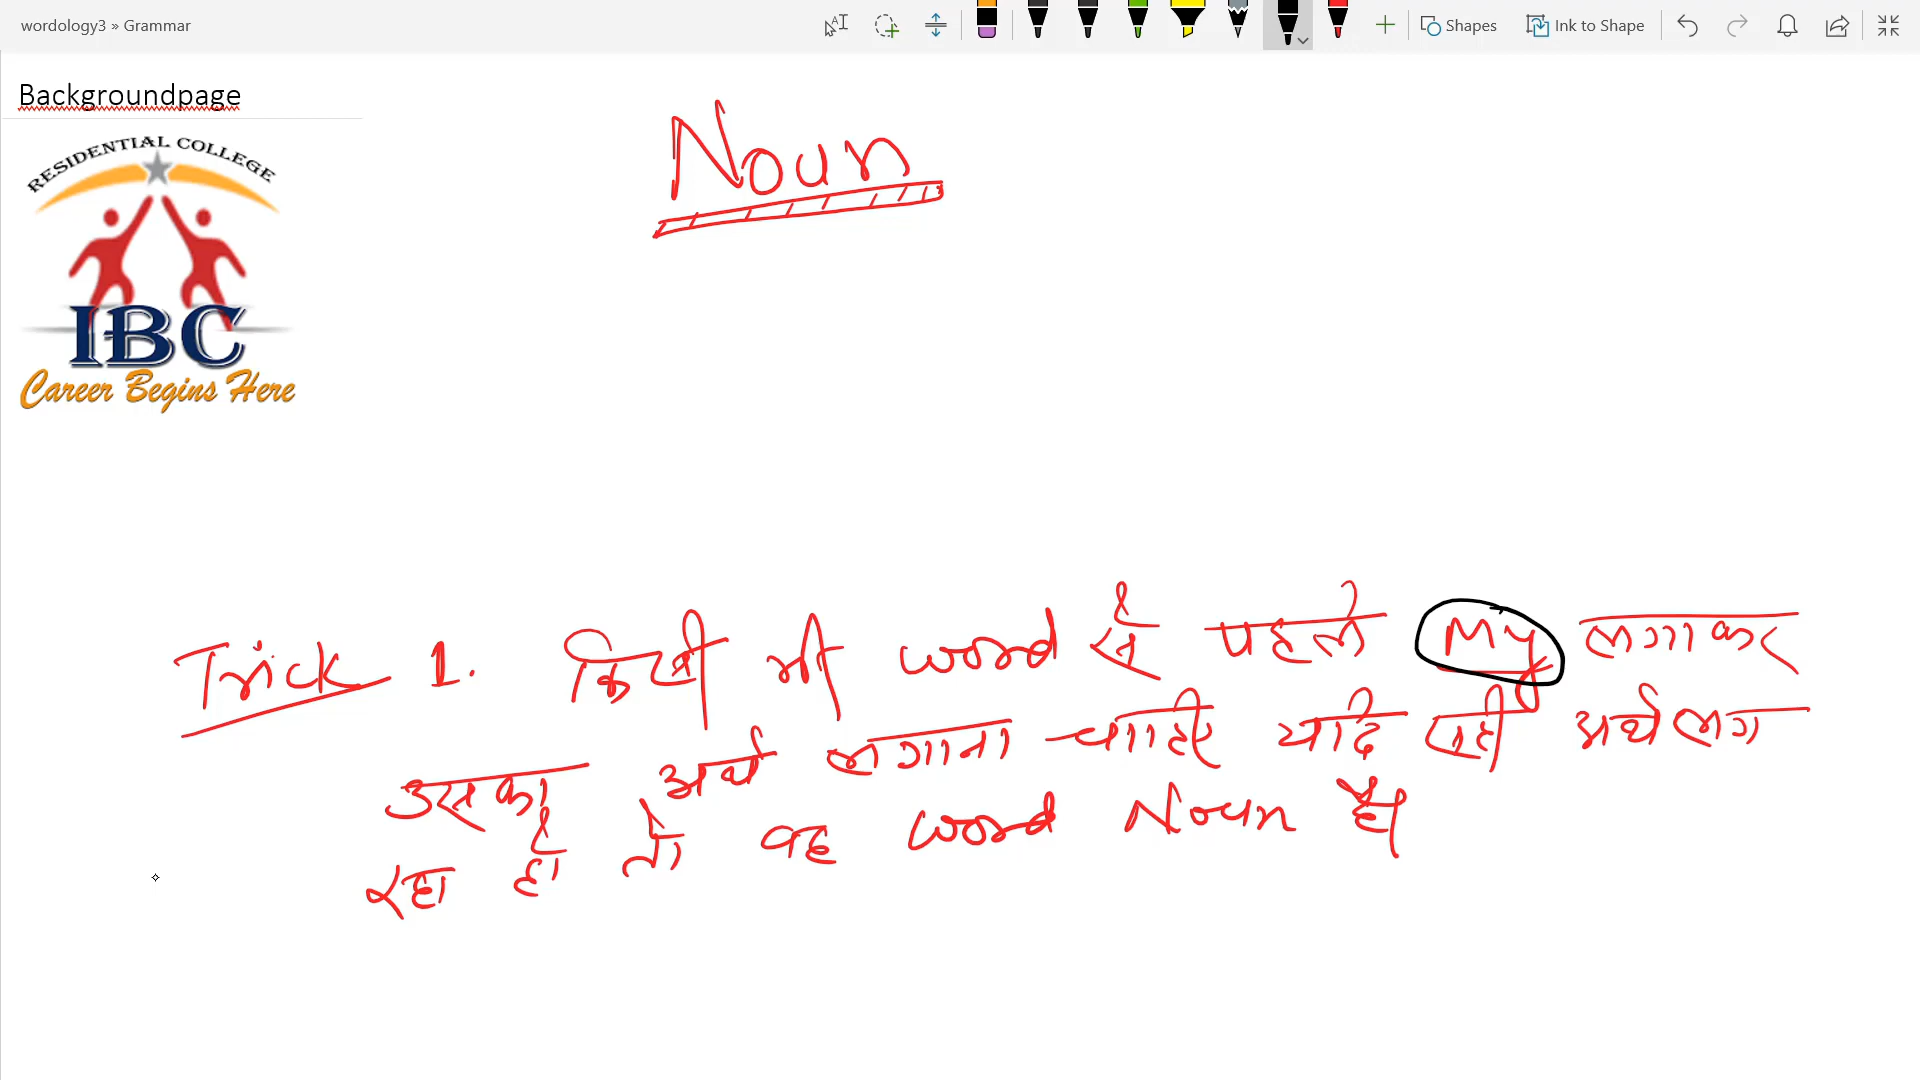 wordology3 » Grammar
Shapes
Ink to Shape
Backgroundpage
RESIDENTIAL COLLEGE
IBC
Career Begins Here
Noun
Trick 1. किसी भी word से पहले My लगाकर
उसका अर्थ लगाना चाहिए यदि सही अर्थ लग
रहा हो तो वह word Noun है।